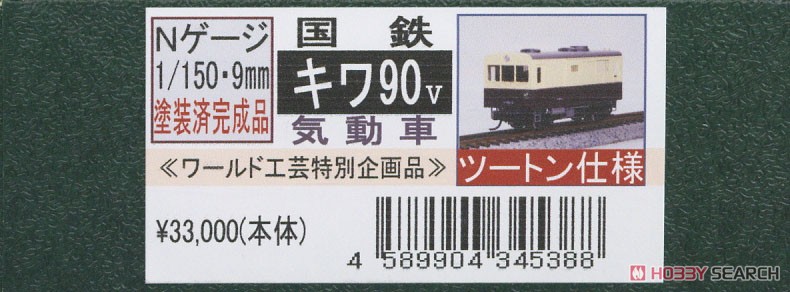 Nゲージ
1/150・9mm
塗装済完成品
国鉄
キワ90v
気動車
≪ワールド工芸特別企画品≫
ツートン仕様
¥33,000(本体)
4 589904 345388
HOBBY SEARCH